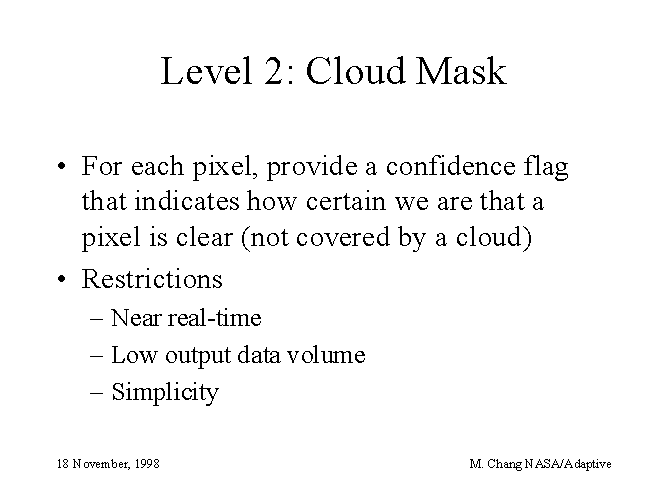 Level 2: Cloud Mask
• For each pixel, provide a confidence flag
that indicates how certain we are that a
pixel is clear (not covered by a cloud)
• Restrictions
– Near real-time
– Low output data volume
– Simplicity
18 November, 1998
M. Chang NASA/Adaptive